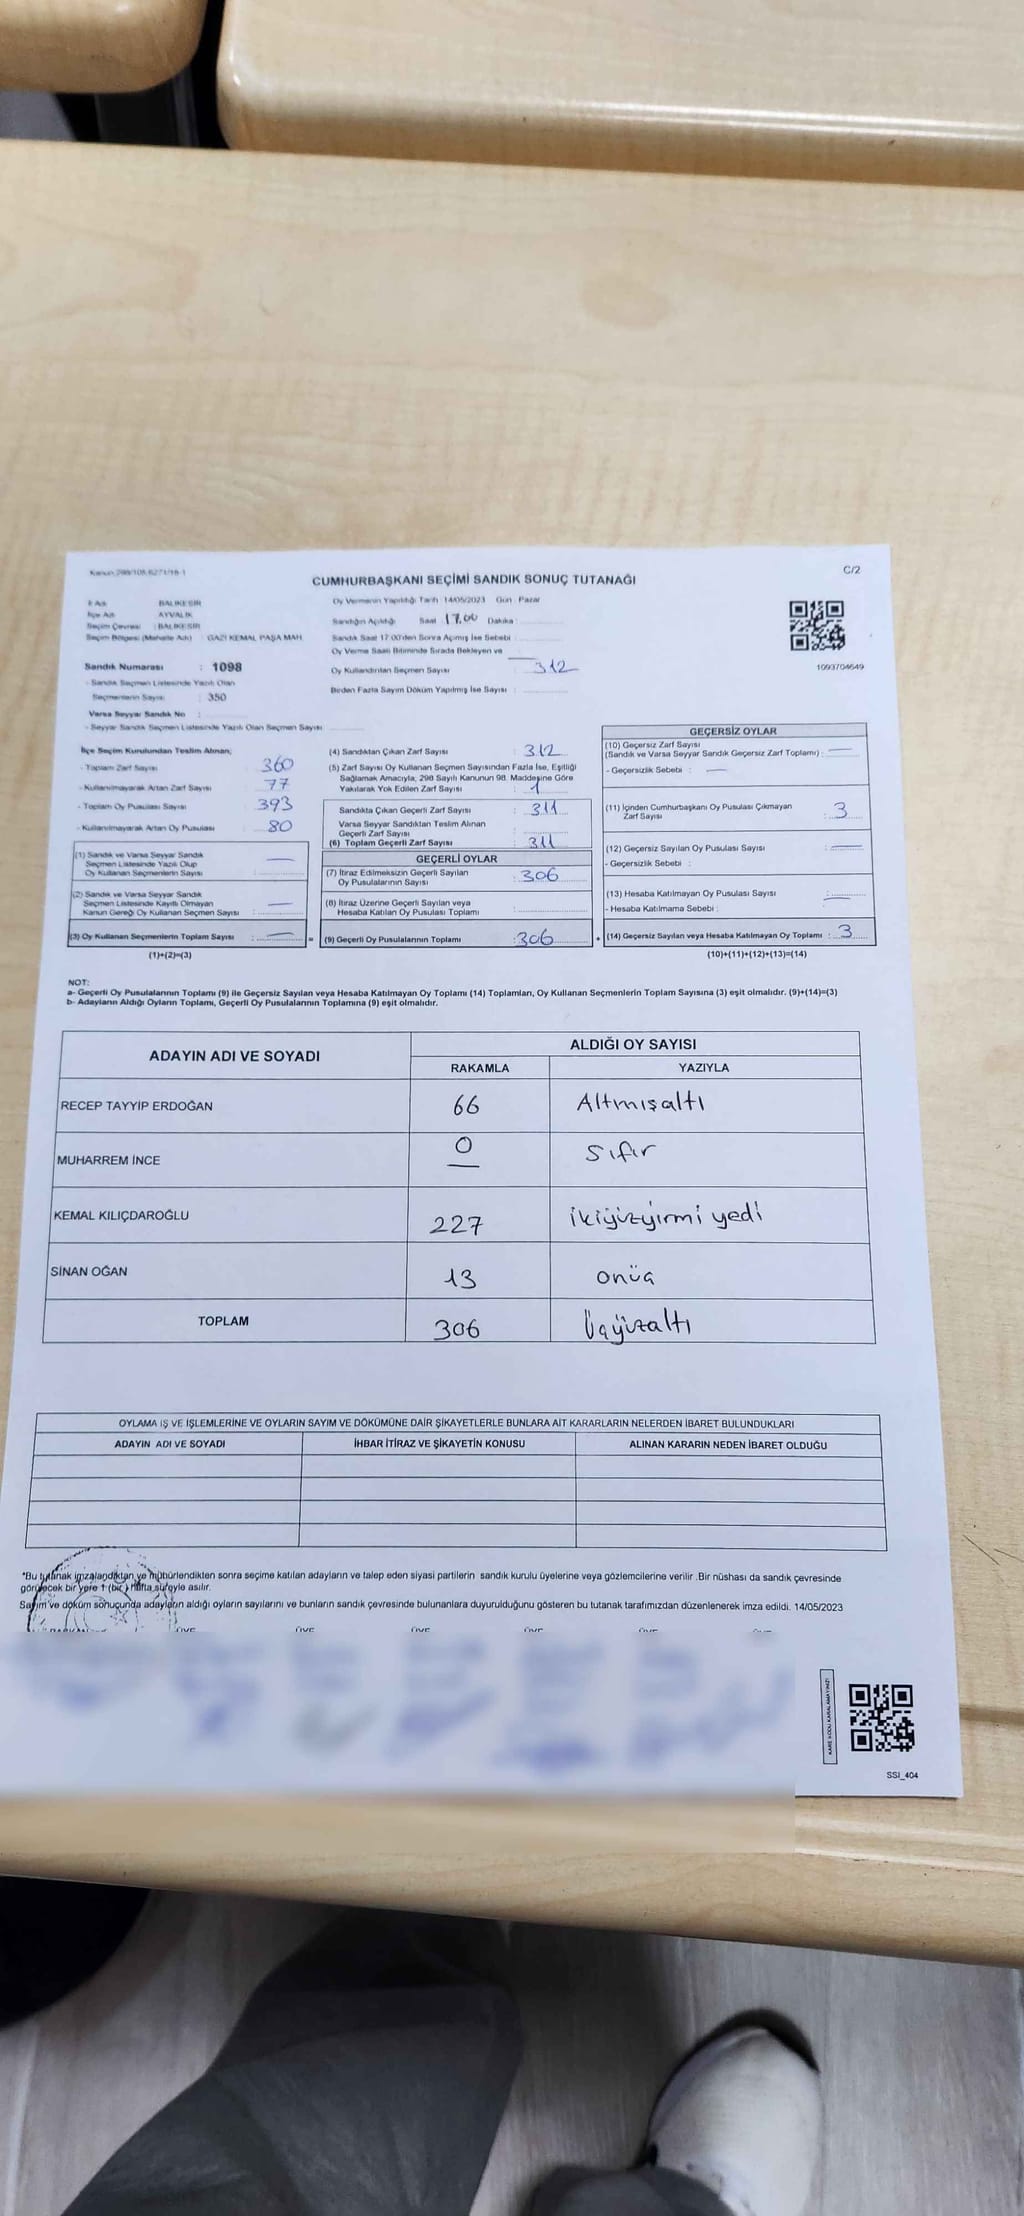 C/2
CUMHURBAŞKANI SEÇİMİ SANDIK SONUÇ TUTANAĞI
İl Adı BALIKESİR
İlçe Adı AYVALIK
Seçim Çevresi : BALIKESİR
Seçim Bölgesi (Mahalle Adı) : GAZİ KEMAL PAŞA MAH.
Sandık Numarası : 1098
- Sandık Seçmen Listesinde Yazılı Olan
Seçmenlerin Sayısı : 350
Varsa Seyyar Sandık No :
- Seyyar Sandık Seçmen Listesinde Yazılı Olan Seçmen Sayısı :
Oy Vermenin Yapıldığı Tarih : 14/05/2023 Gün : Pazar
Sandığın Açıldığı Saat 17.00 Dakika :
Sandık Saat 17:00'den Sonra Açımış İse Sebebi :
Oy Verme Saati Bitiminde Sırada Bekleyen ve
Oy Kullandırılan Seçmen Sayısı : 312
Birden Fazla Sayım Döküm Yapılmış İse Sayısı :
1093704649
İlçe Seçim Kurulundan Teslim Alınan;
- Toplam Zarf Sayısı : 360
- Kullanılmayarak Artan Zarf Sayısı : 77
- Toplam Oy Pusulası Sayısı : 393
- Kullanılmayarak Artan Oy Pusulası : 80
(1) Sandık ve Varsa Seyyar Sandık
Seçmen Listesinde Yazılı Olup
Oy Kullanan Seçmenlerin Sayısı : —
(2) Sandık ve Varsa Seyyar Sandık
Seçmen Listesinde Kayıtlı Olmayan
Kanun Gereği Oy Kullanan Seçmen Sayısı : —
(3) Oy Kullanan Seçmenlerin Toplam Sayısı : —
(1)+(2)=(3)
(4) Sandıktan Çıkan Zarf Sayısı : 312
(5) Zarf Sayısı Oy Kullanan Seçmen Sayısından Fazla İse, Eşitliği
Sağlamak Amacıyla; 298 Sayılı Kanunun 98. Maddesine Göre
Yakılarak Yok Edilen Zarf Sayısı : 1
Sandıkta Çıkan Geçerli Zarf Sayısı : 311
Varsa Seyyar Sandıktan Teslim Alınan
Geçerli Zarf Sayısı :
(6) Toplam Geçerli Zarf Sayısı : 311
GEÇERLİ OYLAR
(7) İtiraz Edilmeksizin Geçerli Sayılan
Oy Pusulalarının Sayısı : 306
(8) İtiraz Üzerine Geçerli Sayılan veya
Hesaba Katılan Oy Pusulası Toplamı :
= (9) Geçerli Oy Pusulalarının Toplamı : 306
GEÇERSİZ OYLAR
(10) Geçersiz Zarf Sayısı
(Sandık ve Varsa Seyyar Sandık Geçersiz Zarf Toplamı) : —
- Geçersizlik Sebebi : —
(11) İçinden Cumhurbaşkanı Oy Pusulası Çıkmayan
Zarf Sayısı : 3
(12) Geçersiz Sayılan Oy Pusulası Sayısı : —
- Geçersizlik Sebebi :
(13) Hesaba Katılmayan Oy Pusulası Sayısı : —
- Hesaba Katılmama Sebebi :
+ (14) Geçersiz Sayılan veya Hesaba Katılmayan Oy Toplamı : 3
(10)+(11)+(12)+(13)=(14)
NOT:
a- Geçerli Oy Pusulasının Toplamı (9) ile Geçersiz Sayılan veya Hesaba Katılmayan Oy Toplamı (14) Toplamları, Oy Kullanan Seçmenlerin Toplam Sayısına (3) eşit olmalıdır. (9)+(14)=(3)
b- Adayların Aldığı Oyların Toplamı, Geçerli Oy Pusulalarının Toplamına (9) eşit olmalıdır.
ADAYIN ADI VE SOYADI ALDIĞI OY SAYISI
RAKAMLA YAZIYLA
RECEP TAYYİP ERDOĞAN 66 Altmışaltı
MUHARREM İNCE 0 Sıfır
KEMAL KILIÇDAROĞLU 227 ikiyüzyirmi yedi
SİNAN OĞAN 13 onüç
TOPLAM 306 Üçyüzaltı
OYLAMA İŞ VE İŞLEMLERİNE VE OYLARIN SAYIM VE DÖKÜMÜNE DAİR ŞİKAYETLERLE BUNLARA AİT KARARLARIN NELERDEN İBARET BULUNDUKLARI
ADAYIN ADI VE SOYADI İHBAR İTİRAZ VE ŞİKAYETİN KONUSU ALINAN KARARIN NEDEN İBARET OLDUĞU
*Bu tutanak imzalandıktan ve mühürlendikten sonra seçime katılan adayların ve talep eden siyasi partilerin sandık kurulu üyelerine veya gözlemcilerine verilir .Bir nüshası da sandık çevresinde
görülecek bir yere 1 (bir) hafta süreyle asılır.
Sayım ve döküm sonuçunda adayların aldığı oyların sayılarını ve bunların sandık çevresinde bulunanlara duyurulduğunu gösteren bu tutanak tarafımızdan düzenlenerek imza edildi. 14/05/2023
KARE KODU KARALAMAYINIZ!
SSİ_404